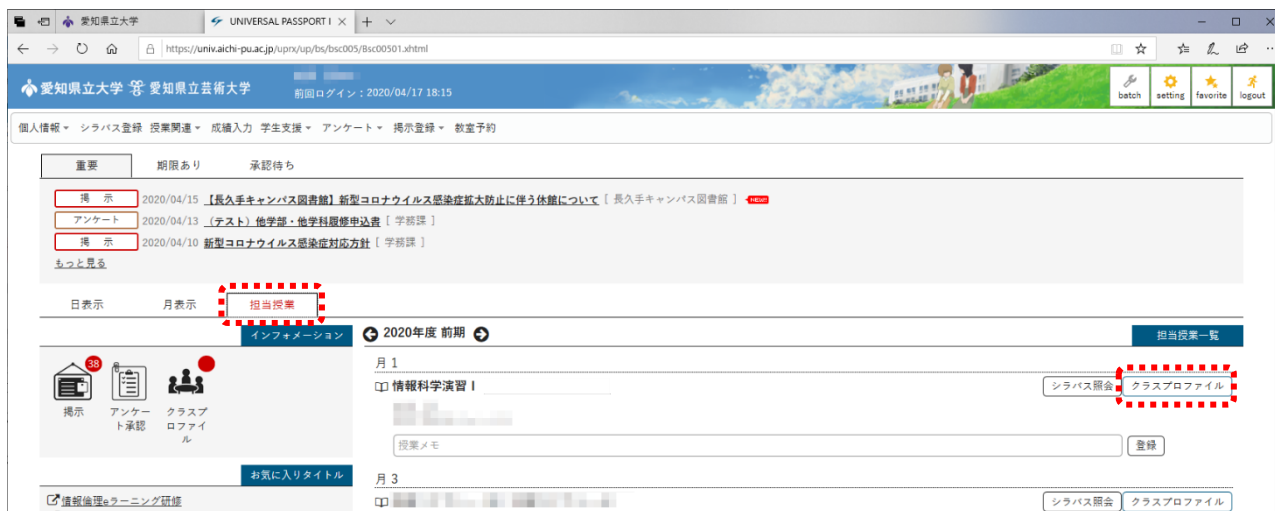 愛知県立大学
UNIVERSAL PASSPORT I
https://univ.aichi-pu.ac.jp/uprx/up/bs/bsc005/Bsc00501.xhtml
愛知県立大学 愛知県立芸術大学
前回ログイン : 2020/04/17 18:15
batch setting favorite logout
個人情報 シラバス登録 授業関連 成績入力 学生支援 アンケート 掲示登録 教室予約
重要 期限あり 承認待ち
掲 示 2020/04/15 【長久手キャンパス図書館】新型コロナウイルス感染症拡大防止に伴う休館について [ 長久手キャンパス図書館 ] NEW!
アンケート 2020/04/13 (テスト)他学部・他学科履修申込書 [ 学務課 ]
掲 示 2020/04/10 新型コロナウイルス感染症対応方針 [ 学務課 ]
もっと見る
日表示 月表示 担当授業
インフォメーション
38
掲示
アンケー
ト承認
クラスプ
ロファイ
ル
お気に入りタイトル
情報倫理eラーニング研修
2020年度 前期
担当授業一覧
月 1
情報科学演習Ⅰ
シラバス照会 クラスプロファイル
授業メモ
登録
月 3
シラバス照会 クラスプロファイル